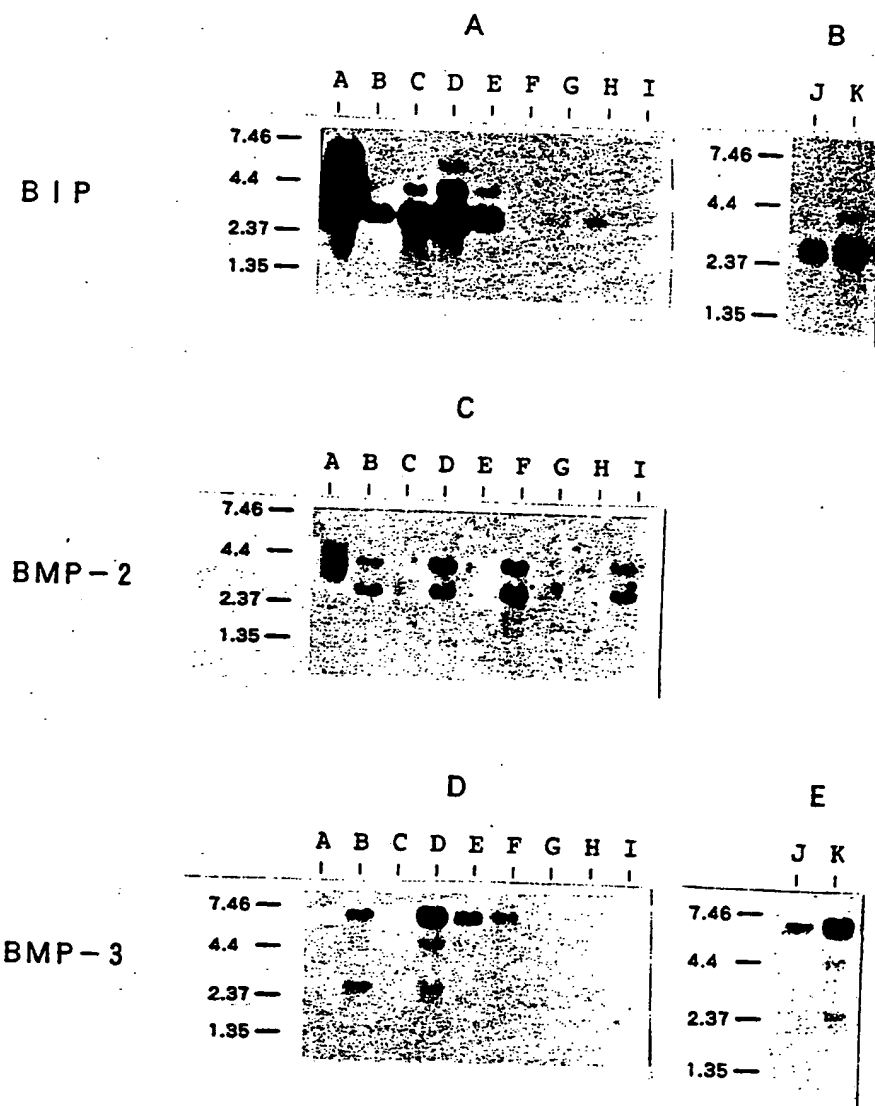 A
B
A B C D E F G H I
J K
BIP
7.46
4.4
2.37
1.35
7.46
4.4
2.37
1.35
C
A B C D E F G H I
BMP-2
7.46
4.4
2.37
1.35
D
E
A B C D E F G H I
J K
BMP-3
7.46
4.4
2.37
1.35
7.46
4.4
2.37
1.35